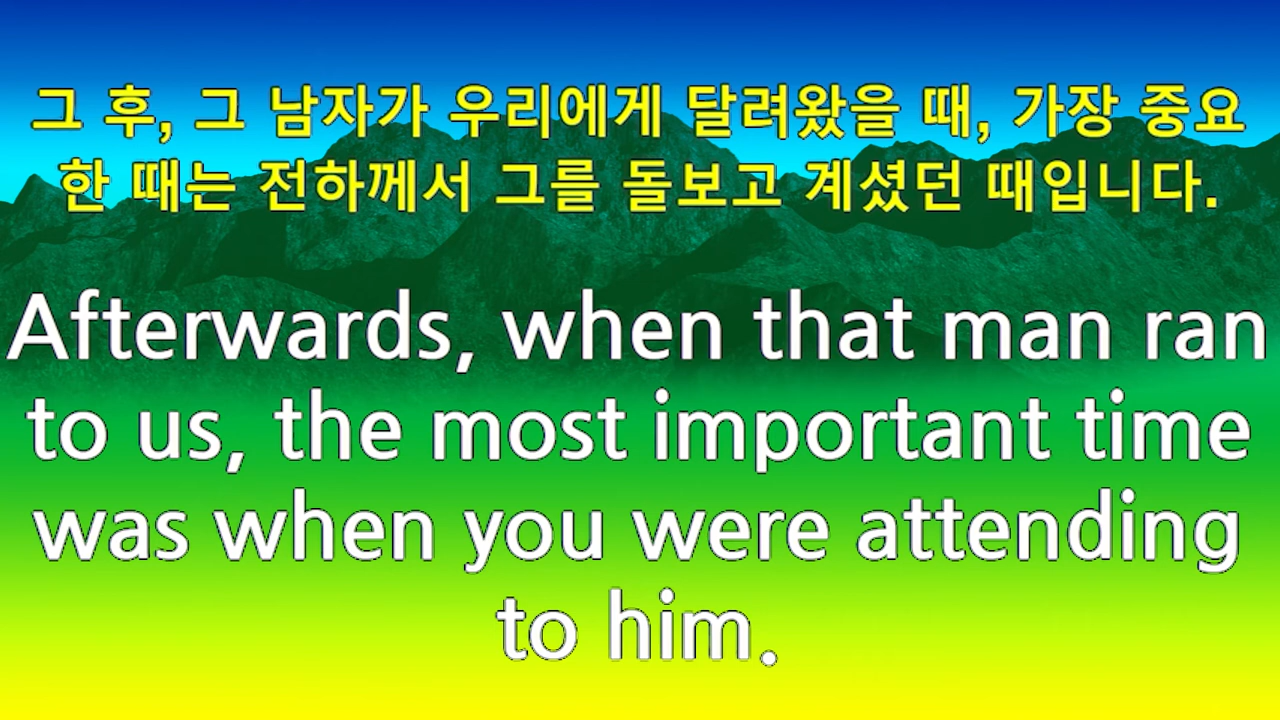 그 후, 그 남자가 우리에게 달려왔을 때, 가장 중요
한 때는 전하께서 그를 돌보고 계셨던 때입니다.
Afterwards, when that man ran
to us, the most important time
was when you were attending
to him.